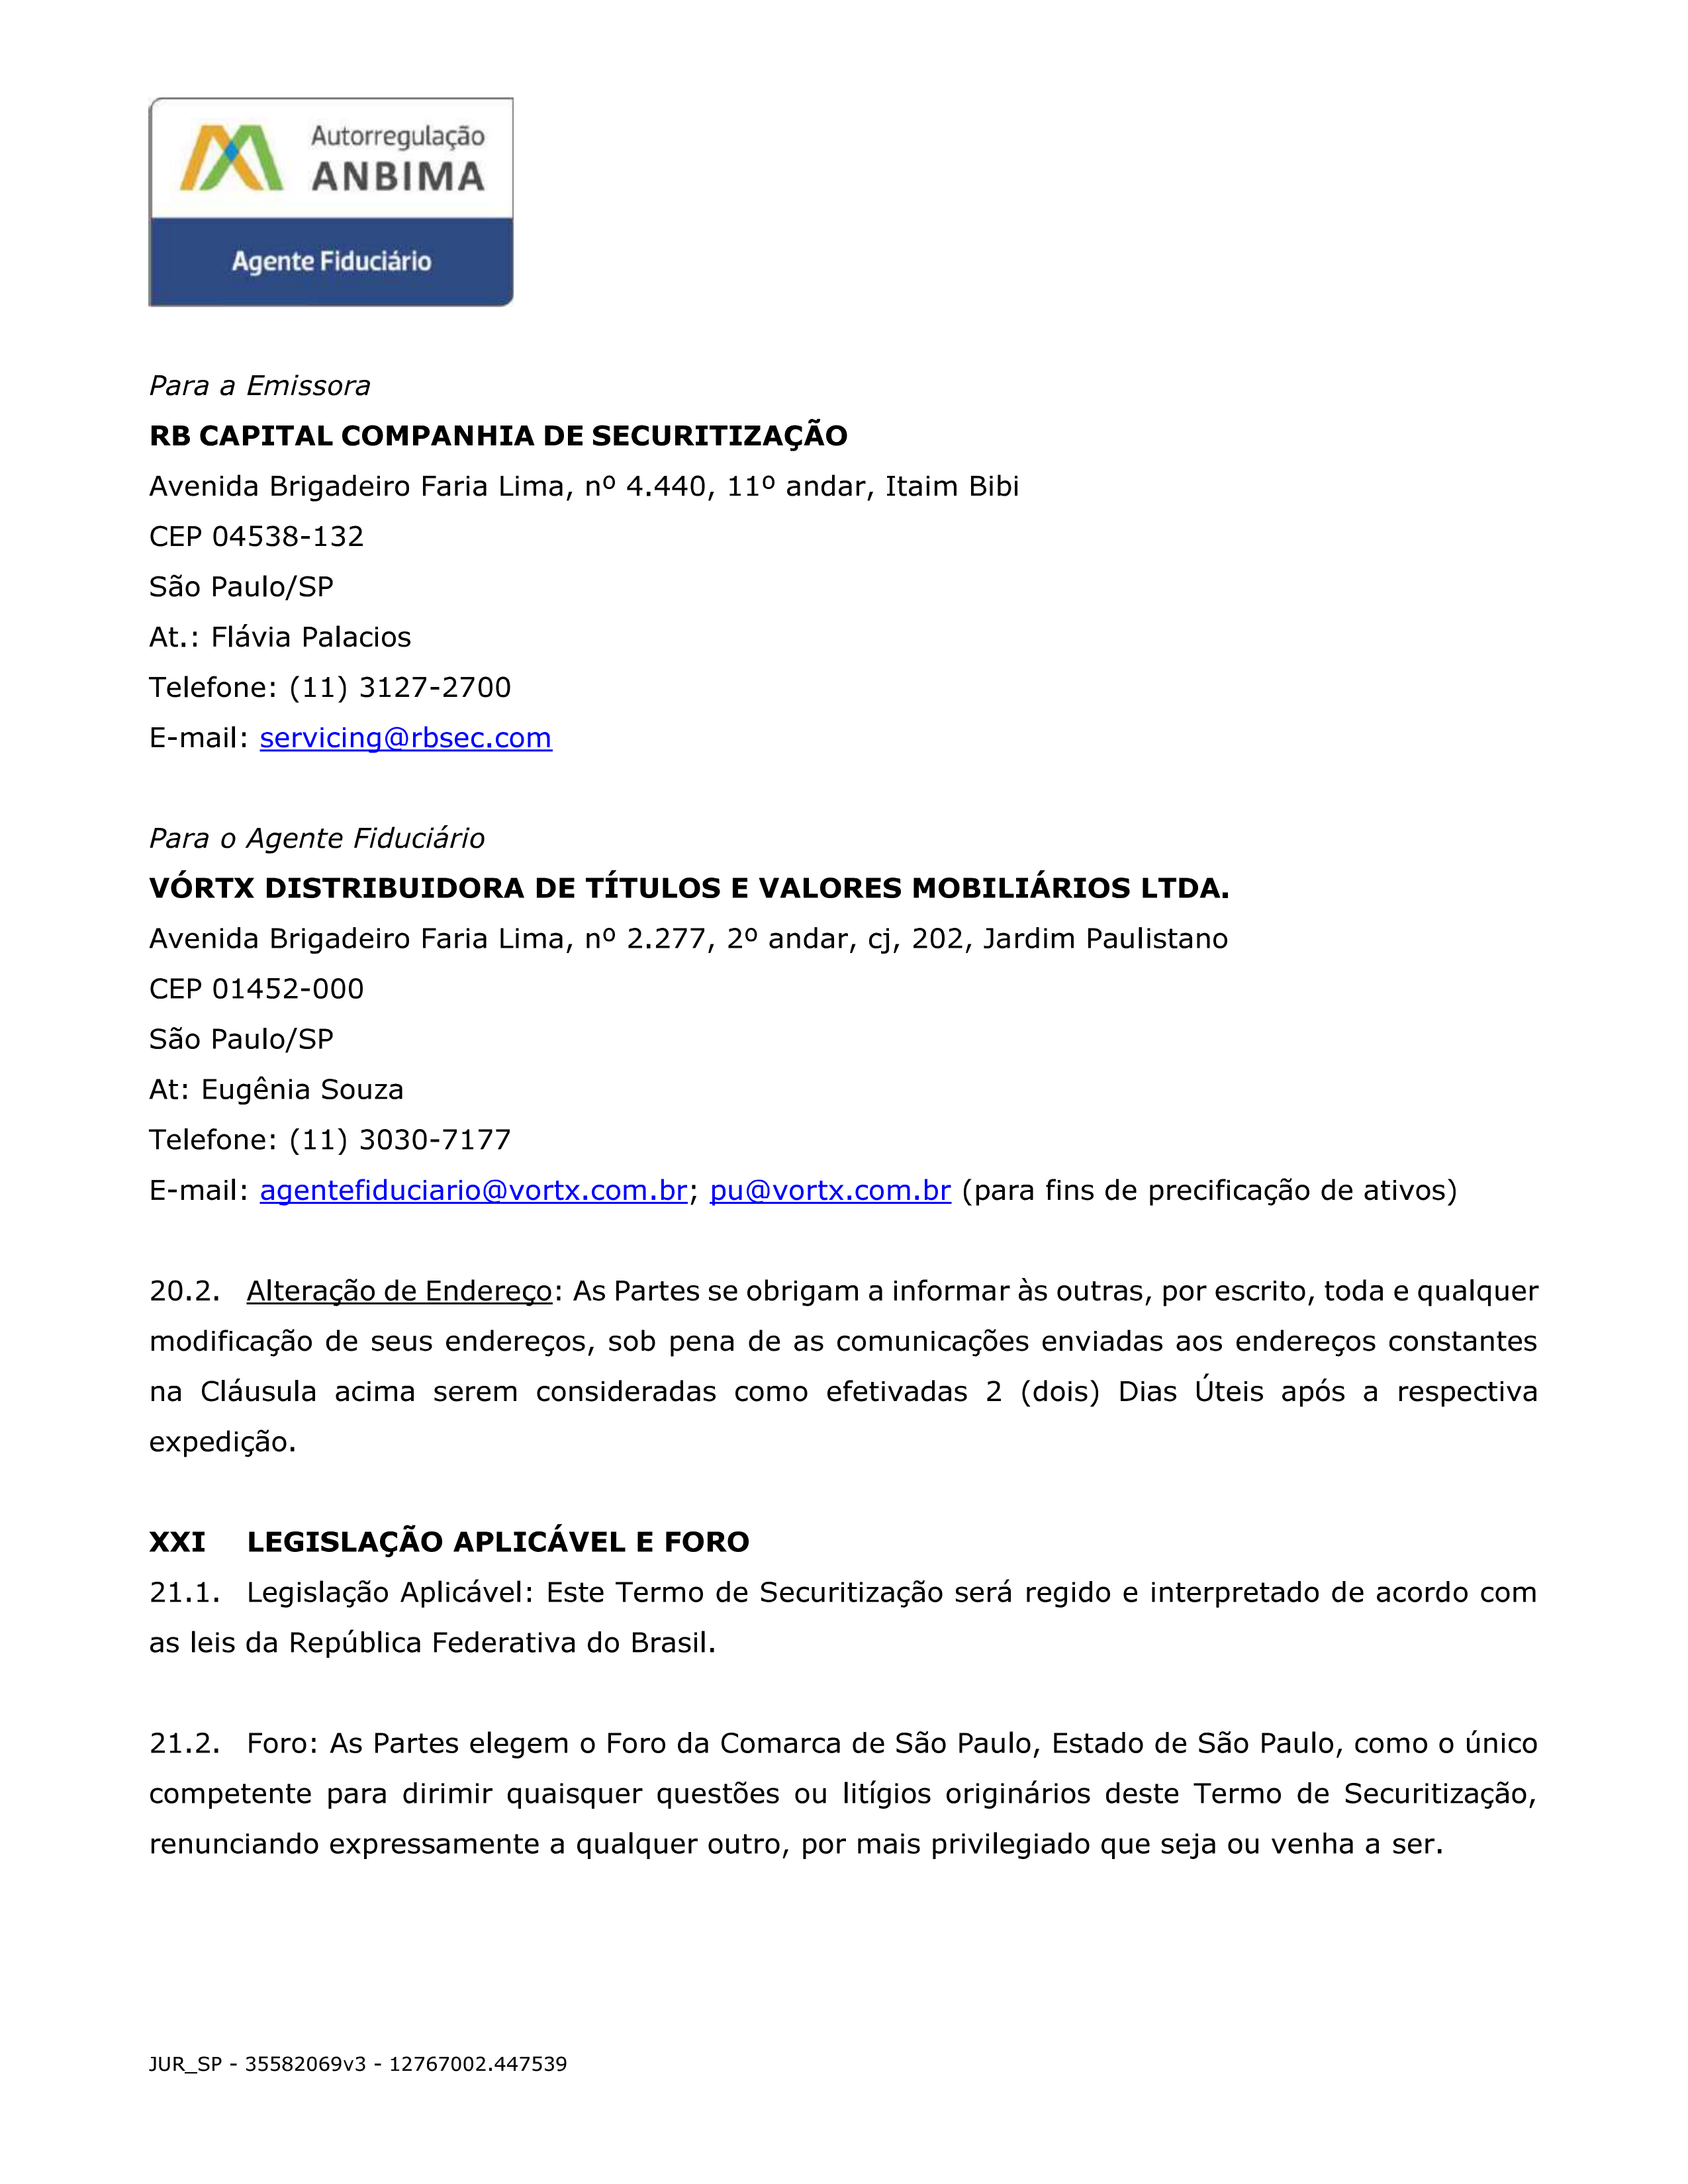 Autorregulação
ANBIMA
Agente Fiduciário
Para a Emissora
RB CAPITAL COMPANHIA DE SECURITIZAÇÃO
Avenida Brigadeiro Faria Lima, nº 4.440, 11º andar, Itaim Bibi
CEP 04538-132
São Paulo/SP
At.: Flávia Palacios
Telefone: (11) 3127-2700
E-mail: servicing@rbsec.com
Para o Agente Fiduciário
VÓRTX DISTRIBUIDORA DE TÍTULOS E VALORES MOBILIÁRIOS LTDA.
Avenida Brigadeiro Faria Lima, nº 2.277, 2º andar, cj, 202, Jardim Paulistano
CEP 01452-000
São Paulo/SP
At: Eugênia Souza
Telefone: (11) 3030-7177
E-mail: agentefiduciario@vortx.com.br; pu@vortx.com.br (para fins de precificação de ativos)
20.2. Alteração de Endereço: As Partes se obrigam a informar às outras, por escrito, toda e qualquer
modificação de seus endereços, sob pena de as comunicações enviadas aos endereços constantes
na Cláusula acima serem consideradas como efetivadas 2 (dois) Dias Úteis após a respectiva
expedição.
XXI LEGISLAÇÃO APLICÁVEL E FORO
21.1. Legislação Aplicável: Este Termo de Securitização será regido e interpretado de acordo com
as leis da República Federativa do Brasil.
21.2. Foro: As Partes elegem o Foro da Comarca de São Paulo, Estado de São Paulo, como o único
competente para dirimir quaisquer questões ou litígios originários deste Termo de Securitização,
renunciando expressamente a qualquer outro, por mais privilegiado que seja ou venha a ser.
JUR_SP - 35582069v3 - 12767002.447539